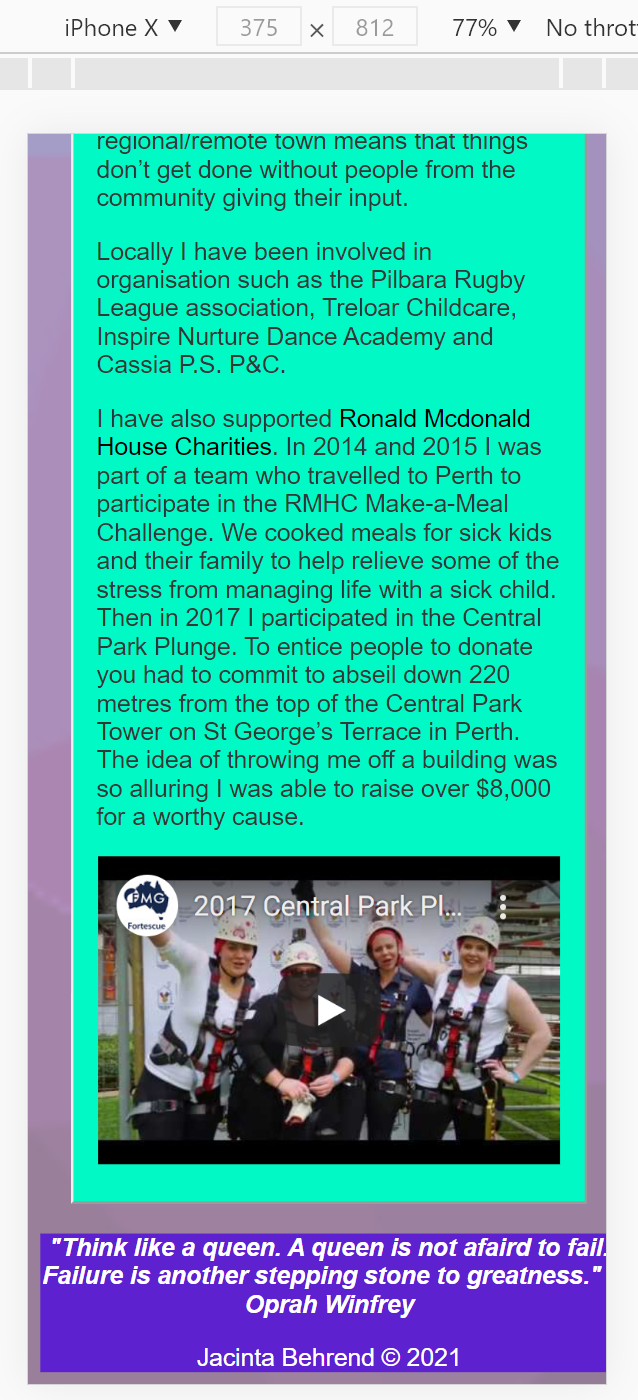 iPhone X ▼ 375 × 812 77% ▼ No thrott
regional/remote town means that things
don’t get done without people from the
community giving their input.
Locally I have been involved in
organisation such as the Pilbara Rugby
League association, Treloar Childcare,
Inspire Nurture Dance Academy and
Cassia P.S. P&C.
I have also supported Ronald Mcdonald
House Charities. In 2014 and 2015 I was
part of a team who travelled to Perth to
participate in the RMHC Make-a-Meal
Challenge. We cooked meals for sick kids
and their family to help relieve some of the
stress from managing life with a sick child.
Then in 2017 I participated in the Central
Park Plunge. To entice people to donate
you had to commit to abseil down 220
metres from the top of the Central Park
Tower on St George’s Terrace in Perth.
The idea of throwing me off a building was
so alluring I was able to raise over $8,000
for a worthy cause.
FMG
Fortescue
2017 Central Park Pl...
"Think like a queen. A queen is not afaird to fail.
Failure is another stepping stone to greatness."
Oprah Winfrey
Jacinta Behrend © 2021